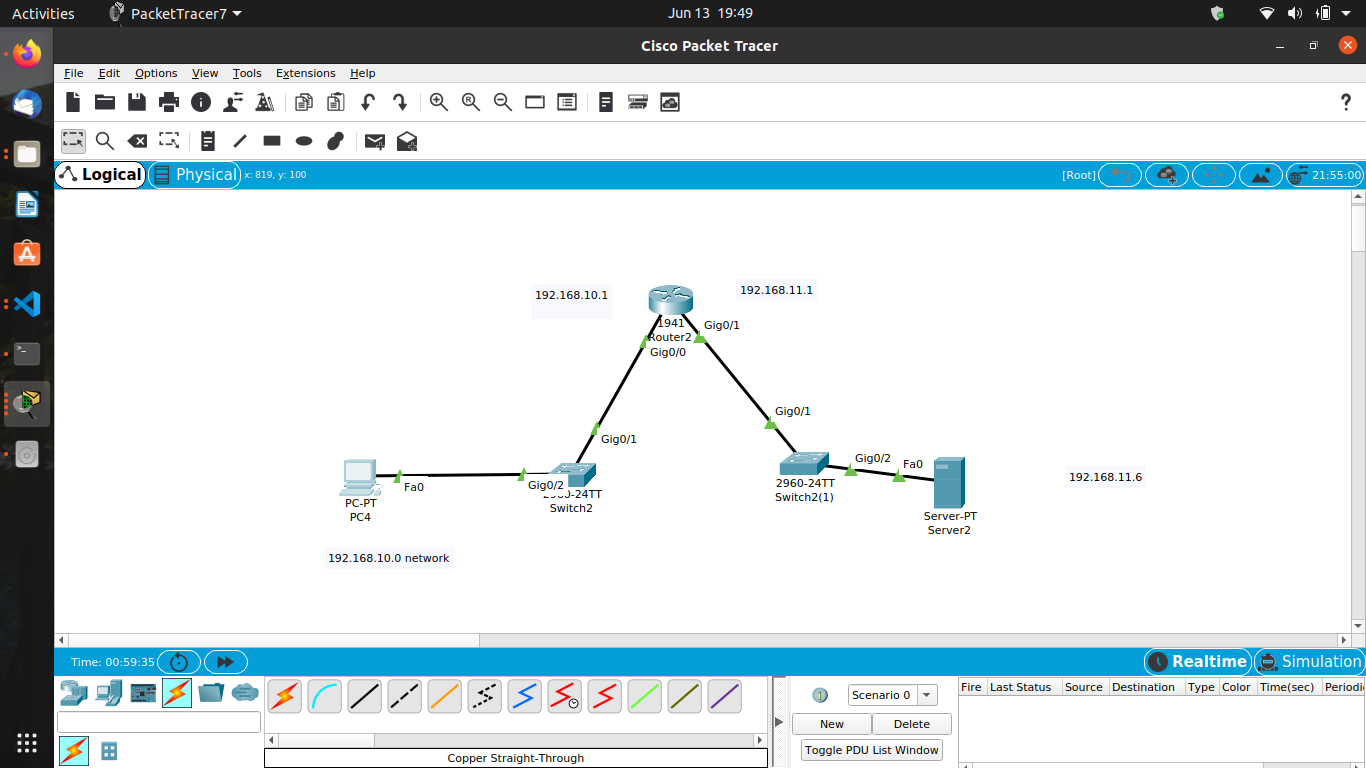 Activities
PacketTracer7
Jun 13 19:49
Cisco Packet Tracer
File Edit Options View Tools Extensions Help
?
Logical
Physical
x: 819, y: 100
[Root]
21:55:00
192.168.10.1
192.168.11.1
1941
Router2
Gig0/0
Gig0/1
Gig0/1
Gig0/1
Gig0/2
Fa0
192.168.11.6
Fa0
Gig0/2
2960-24TT
Switch2
2960-24TT
Switch2(1)
PC-PT
PC4
Server-PT
Server2
192.168.10.0 network
Time: 00:59:35
Realtime
Simulation
Scenario 0
New
Delete
Toggle PDU List Window
Fire Last Status Source Destination Type Color Time(sec) Periodic
Copper Straight-Through